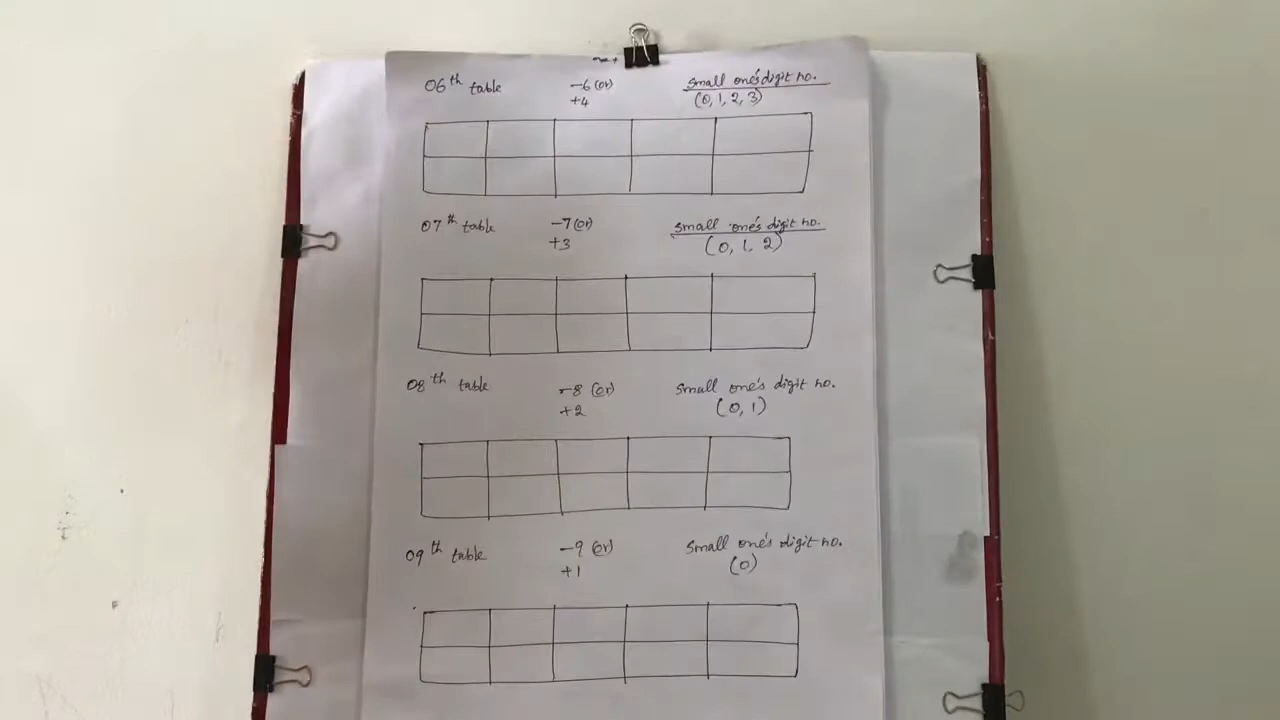 06th table -6 (or) small one's digit no.
+4 (0, 1, 2, 3)
07th table -7 (or) small one's digit no.
+3 (0, 1, 2)
08th table -8 (or) small one's digit no.
+2 (0, 1)
09th table -9 (or) small one's digit no.
+1 (0)